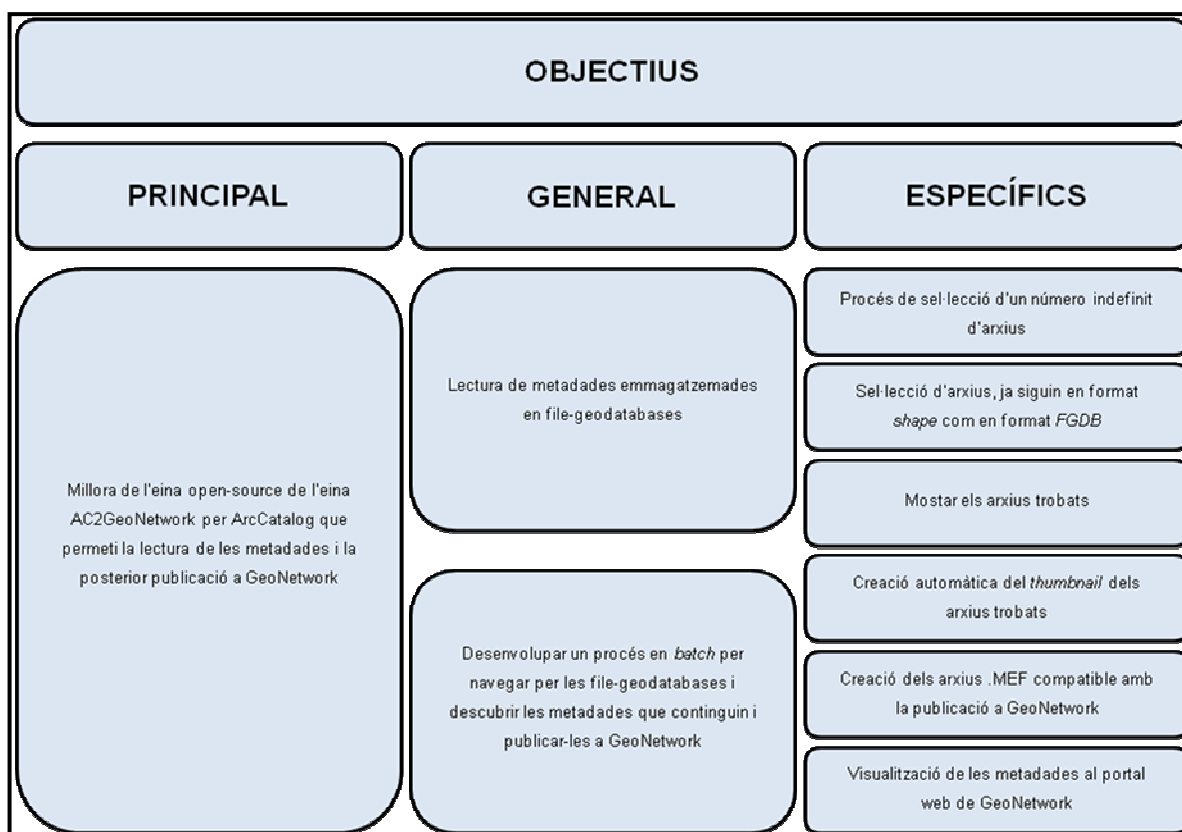 OBJECTIUS
PRINCIPAL
GENERAL
ESPECÍFICS
Millora de l'eina open-source de l'eina
AC2GeoNetwork per ArcCatalog que
permeti la lectura de les metadades i la
posterior publicació a GeoNetwork
Lectura de metadades emmagatzemades
en file-geodatabases
Desenvolupar un procés en batch per
navegar per les file-geodatabases i
descubrir les metadades que continguin i
publicar-les a GeoNetwork
Procés de sel·lecció d'un número indefinit
d'arxius
Sel·lecció d'arxius, ja siguin en format
shape com en format FGDB
Mostar els arxius trobats
Creació automàtica del thumbnail dels
arxius trobats
Creació dels arxius .MEF compatible amb
la publicació a GeoNetwork
Visualització de les metadades al portal
web de GeoNetwork